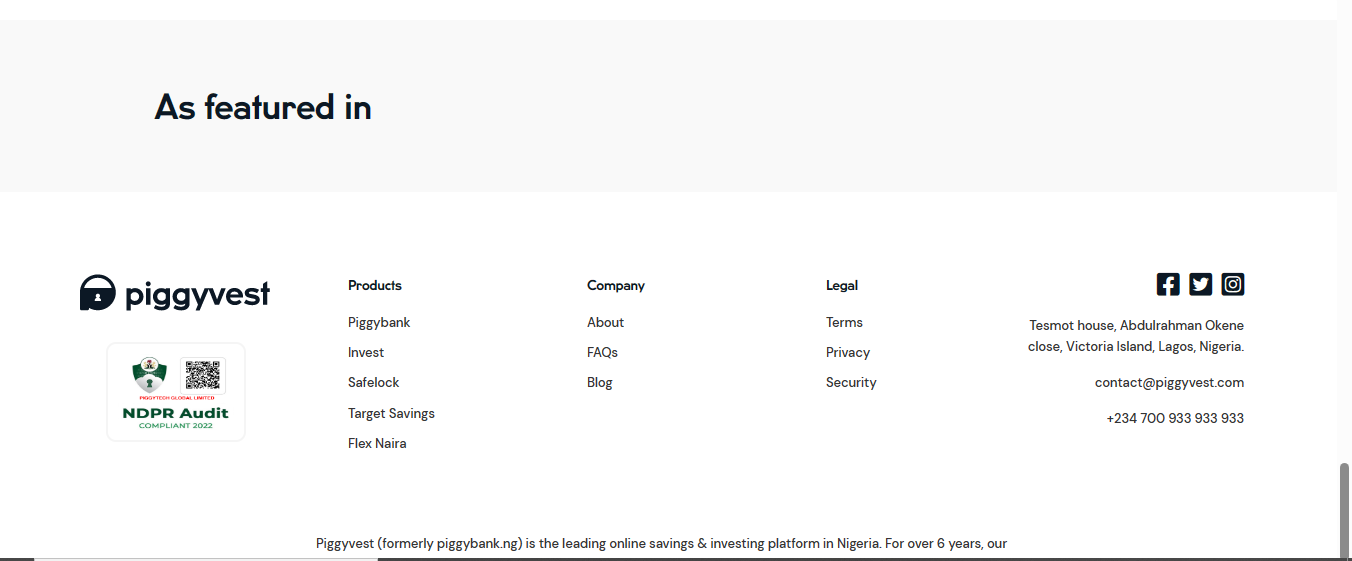 As featured in
piggyvest
PIGGYTECH GLOBAL LIMITED
NDPR Audit
COMPLIANT 2022
Products
Piggybank
Invest
Safelock
Target Savings
Flex Naira
Company
About
FAQs
Blog
Legal
Terms
Privacy
Security
Tesmot house, Abdulrahman Okene
close, Victoria Island, Lagos, Nigeria.
contact@piggyvest.com
+234 700 933 933 933
Piggyvest (formerly piggybank.ng) is the leading online savings & investing platform in Nigeria. For over 6 years, our